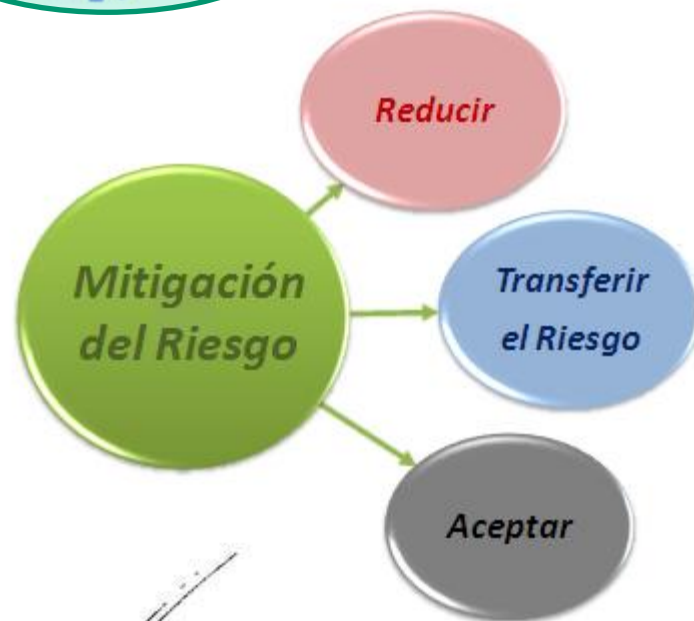 Reducir
Mitigación
del Riesgo
Transferir
el Riesgo
Aceptar